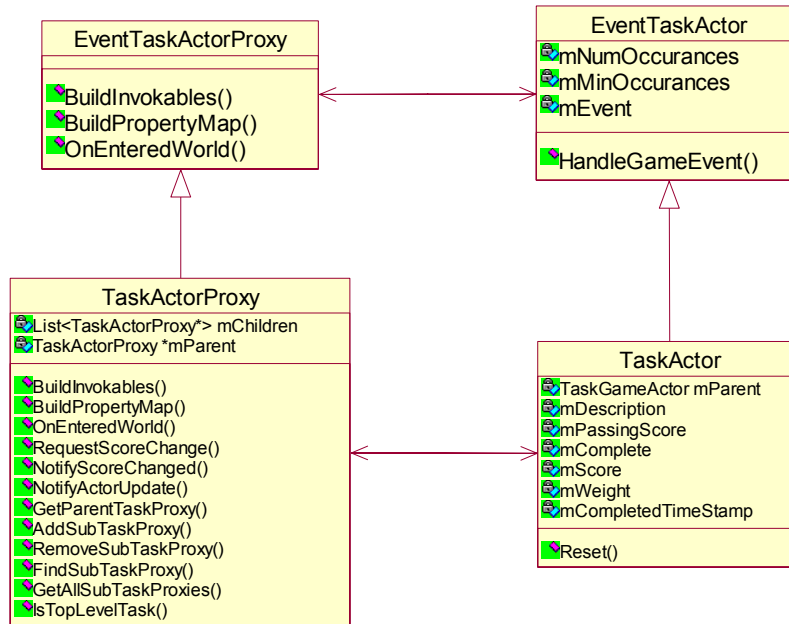 EventTaskActorProxy
BuildInvokables()
BuildPropertyMap()
OnEnteredWorld()
EventTaskActor
mNumOccurances
mMinOccurances
mEvent
HandleGameEvent()
TaskActorProxy
List<TaskActorProxy*> mChildren
TaskActorProxy *mParent
BuildInvokables()
BuildPropertyMap()
OnEnteredWorld()
RequestScoreChange()
NotifyScoreChanged()
NotifyActorUpdate()
GetParentTaskProxy()
AddSubTaskProxy()
RemoveSubTaskProxy()
FindSubTaskProxy()
GetAllSubTaskProxies()
IsTopLevelTask()
TaskActor
TaskGameActor mParent
mDescription
mPassingScore
mComplete
mScore
mWeight
mCompletedTimeStamp
Reset()